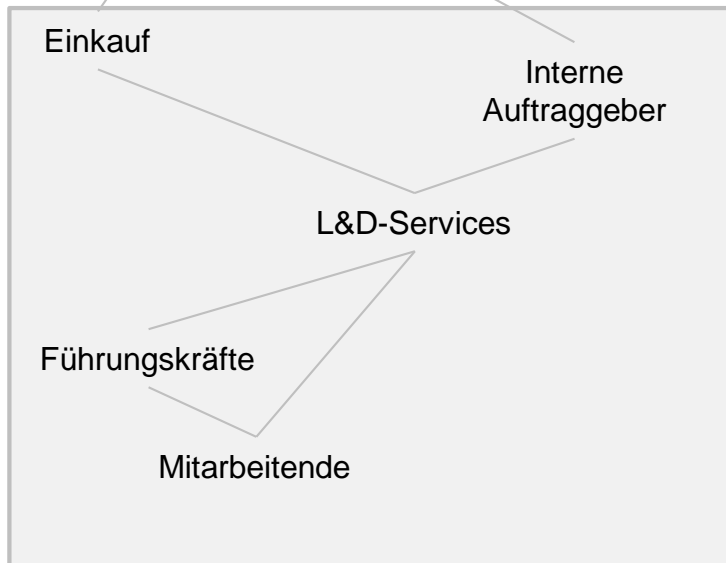 Einkauf
Interne
Auftraggeber
L&D-Services
Führungskräfte
Mitarbeitende